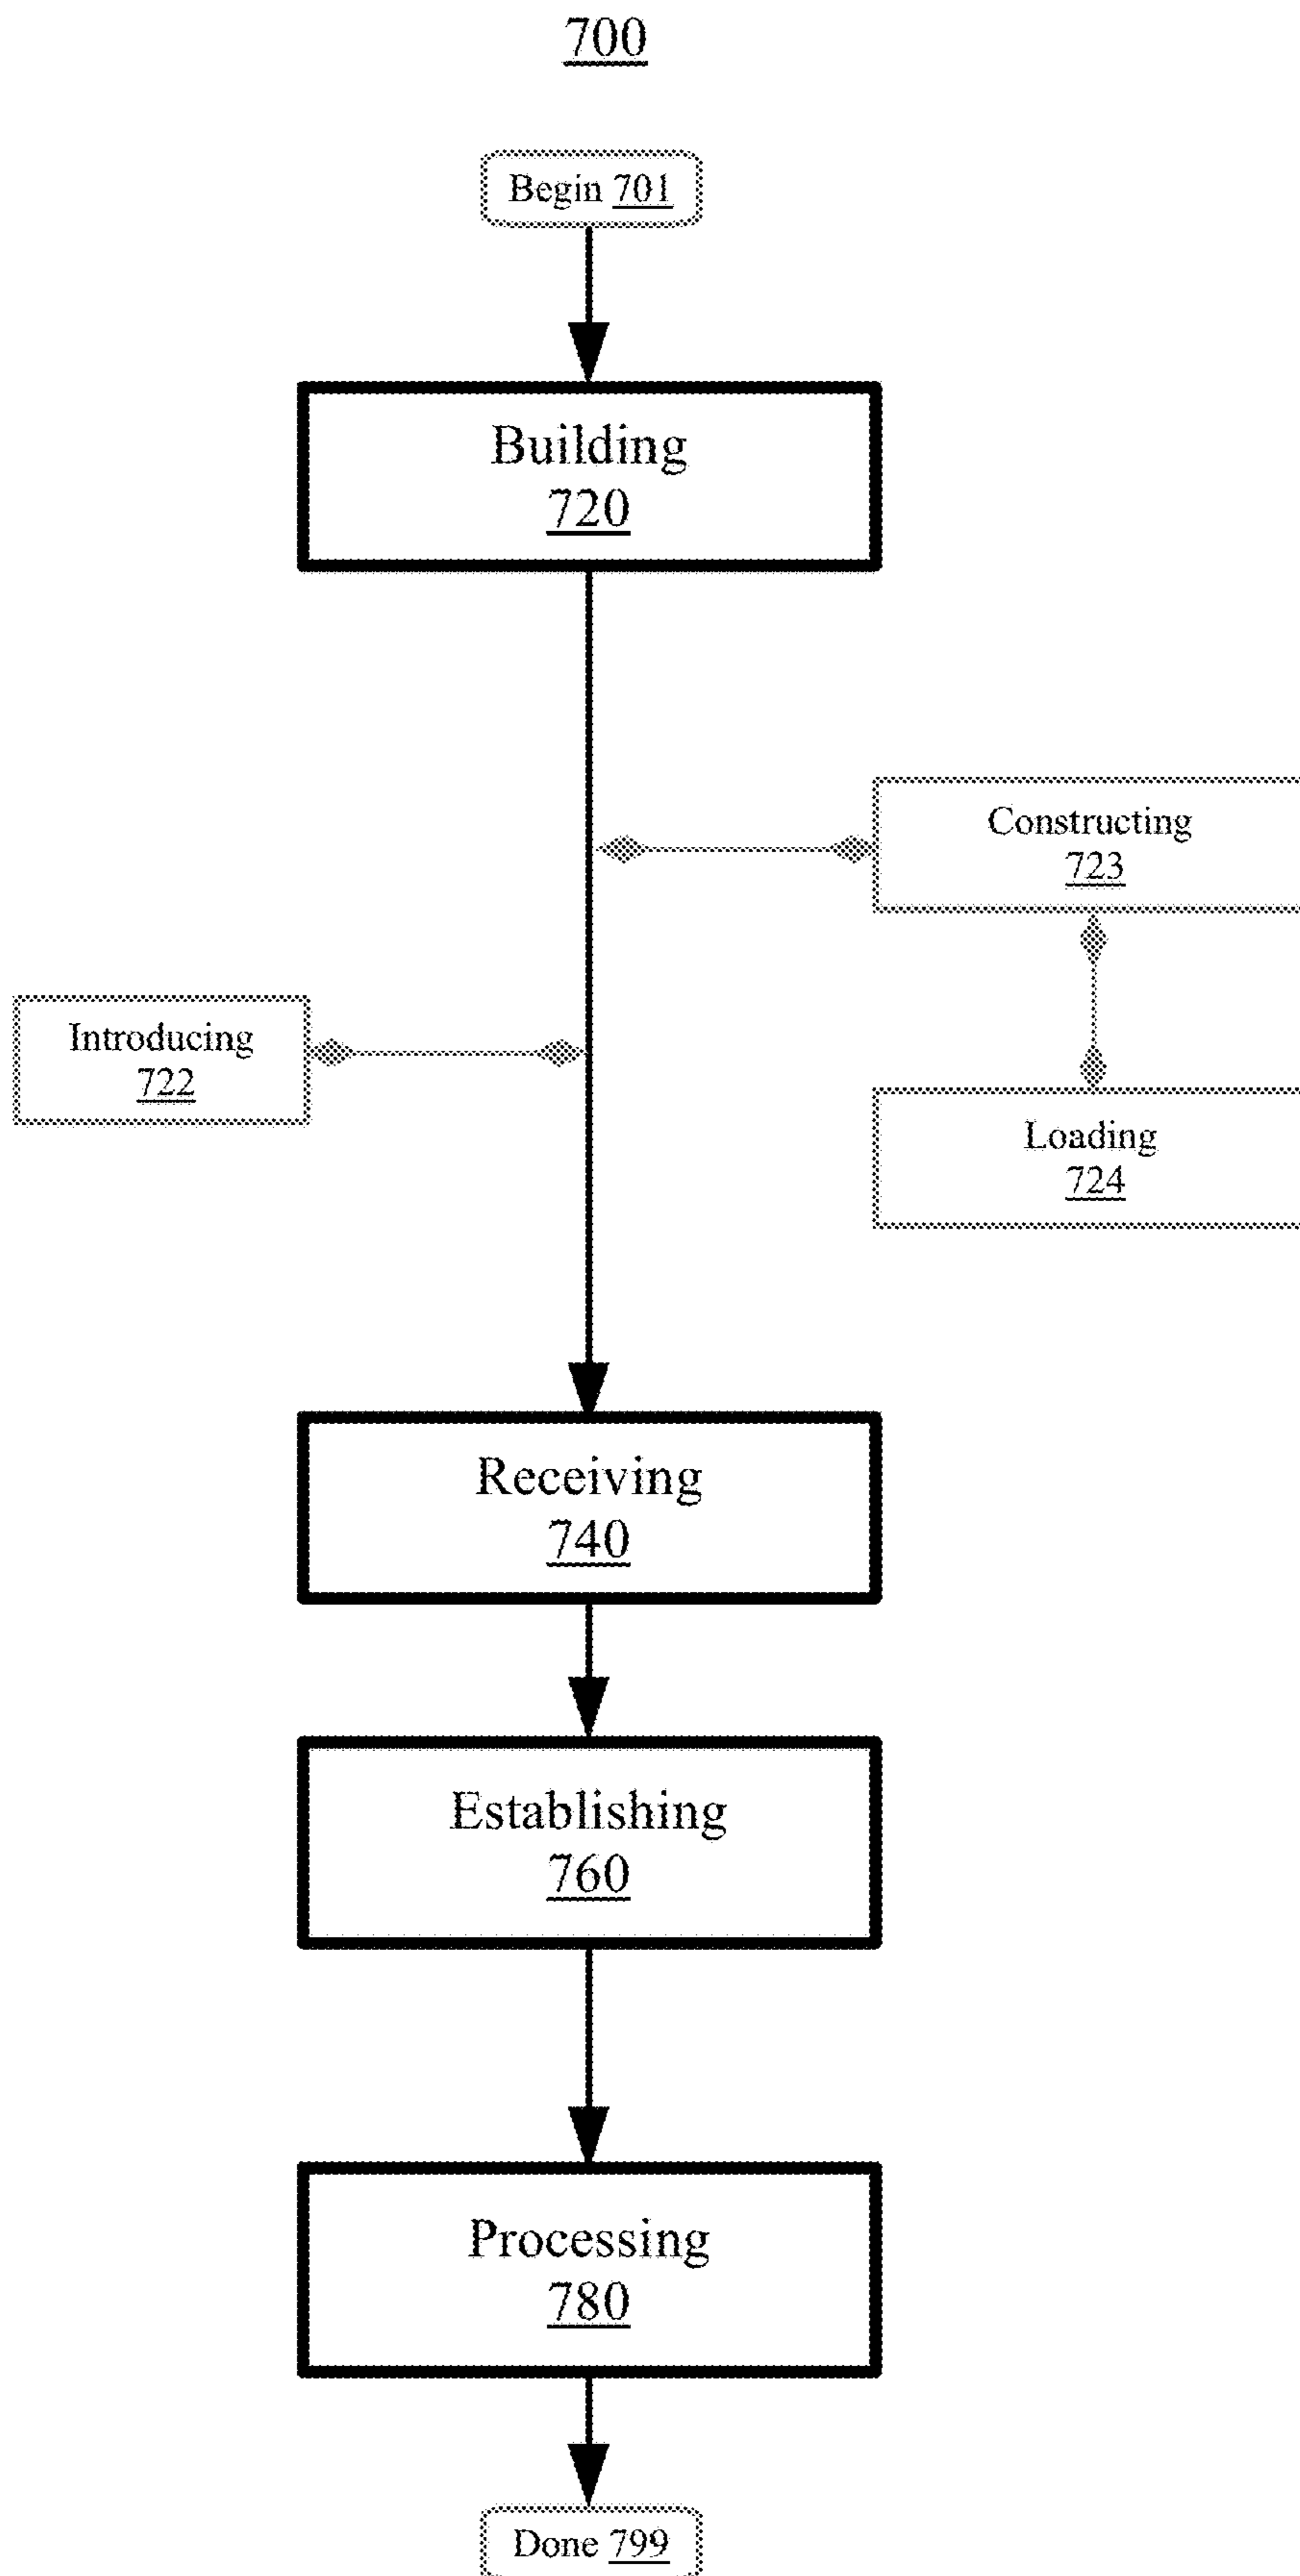 700
Begin 701
Building
720
Constructing
723
Introducing
722
Loading
724
Receiving
740
Establishing
760
Processing
780
Done 799